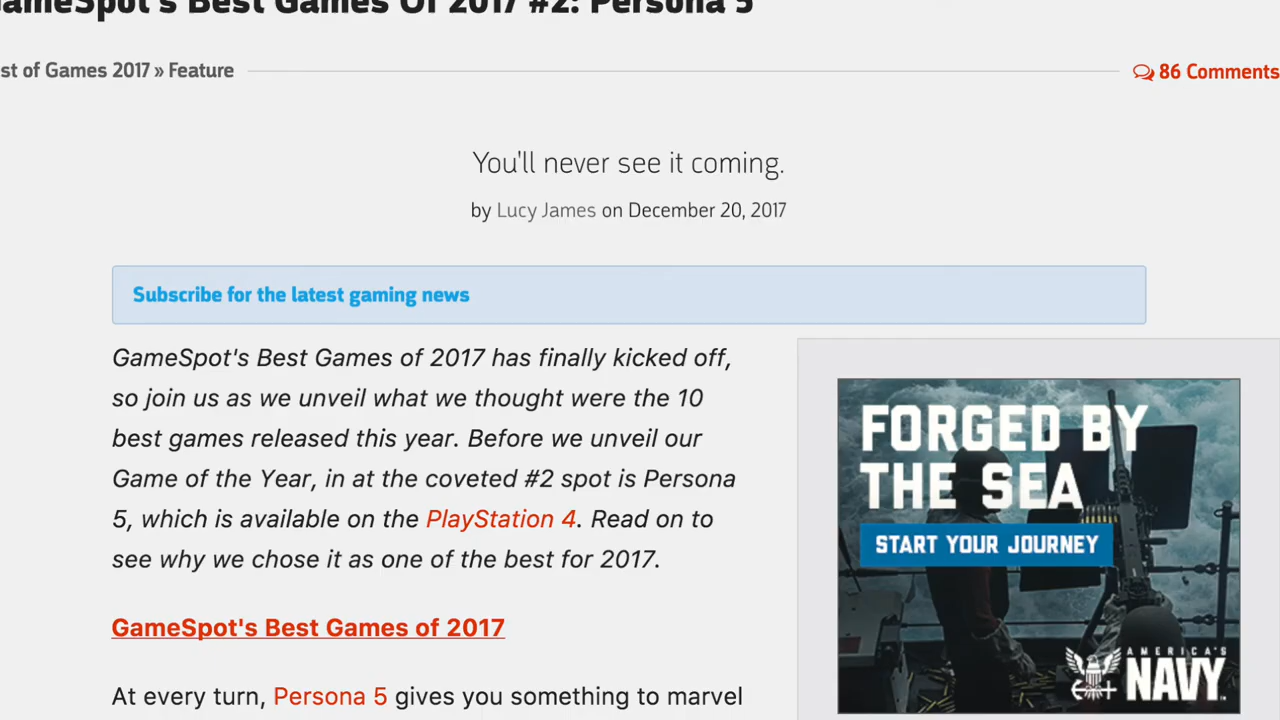 GameSpot's Best Games Of 2017 #2: Persona 5
st of Games 2017 » Feature
86 Comments
You'll never see it coming.
by Lucy James on December 20, 2017
Subscribe for the latest gaming news
GameSpot's Best Games of 2017 has finally kicked off,
so join us as we unveil what we thought were the 10
best games released this year. Before we unveil our
Game of the Year, in at the coveted #2 spot is Persona
5, which is available on the PlayStation 4. Read on to
see why we chose it as one of the best for 2017.
GameSpot's Best Games of 2017
At every turn, Persona 5 gives you something to marvel
FORGED BY
THE SEA
START YOUR JOURNEY
AMERICA'S
NAVY